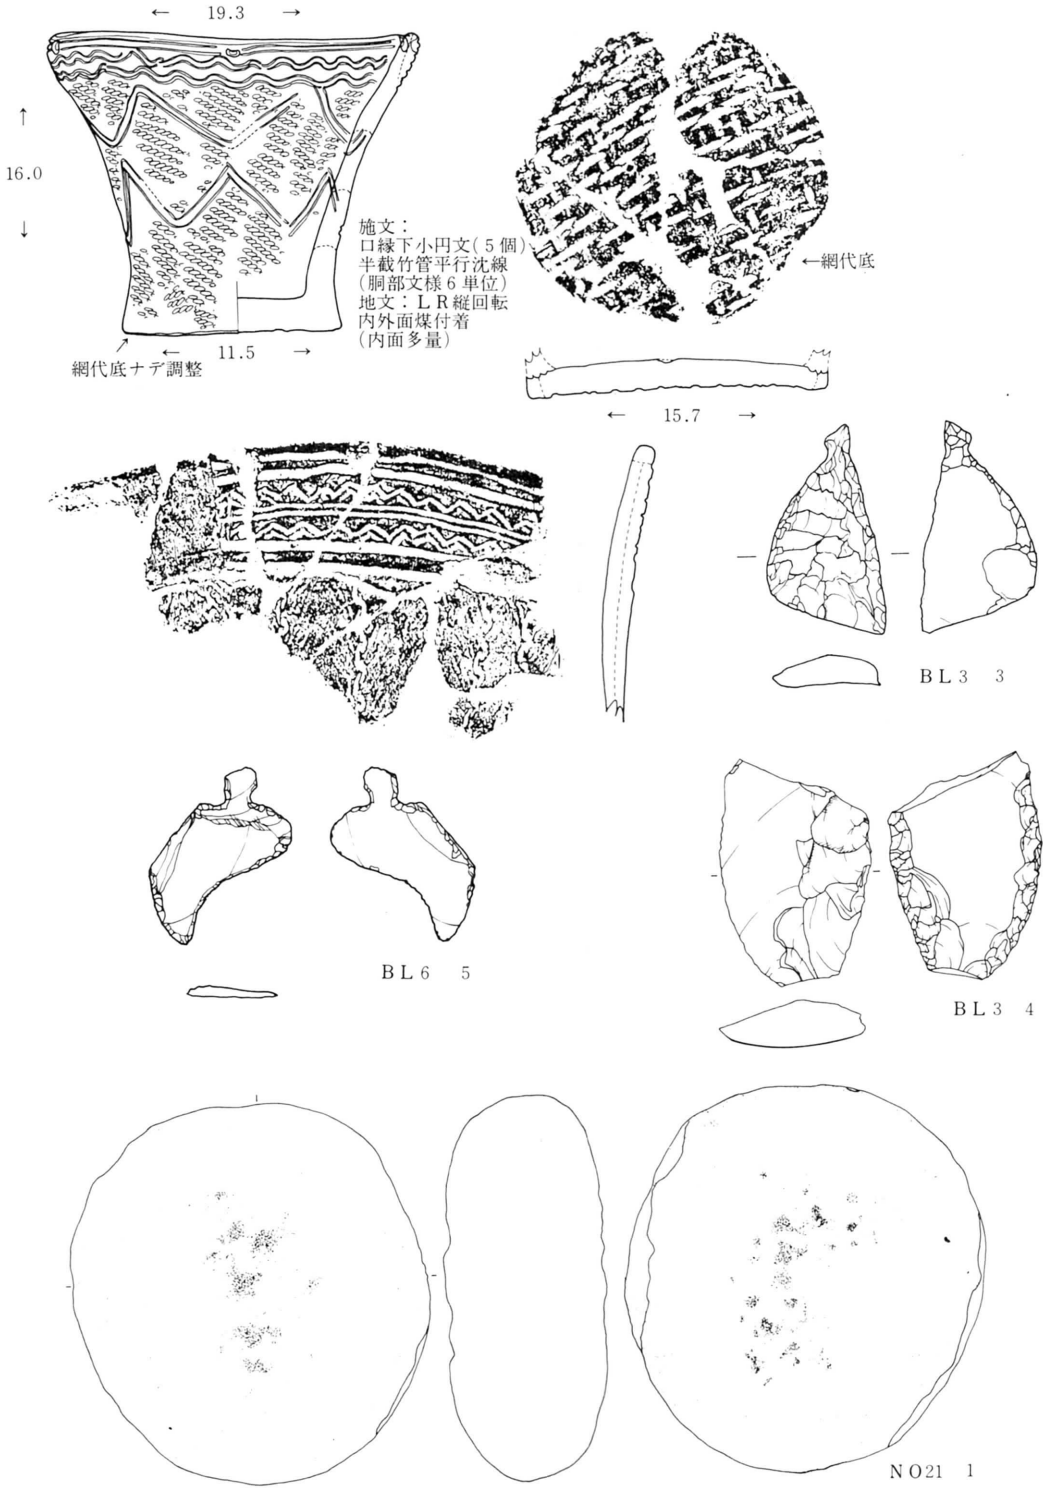 ← 19.3 →
↑
16.0
↓
施文：
口縁下小円文(５個)
半截竹管平行沈線
(胴部文様６単位)
地文：ＬＲ縦回転
内外面煤付着
(内面多量)
← 11.5 →
網代底ナデ調整
←網代底
← 15.7 →
ＢＬ３ 3
ＢＬ６ 5
ＢＬ３ 4
ＮＯ21 1